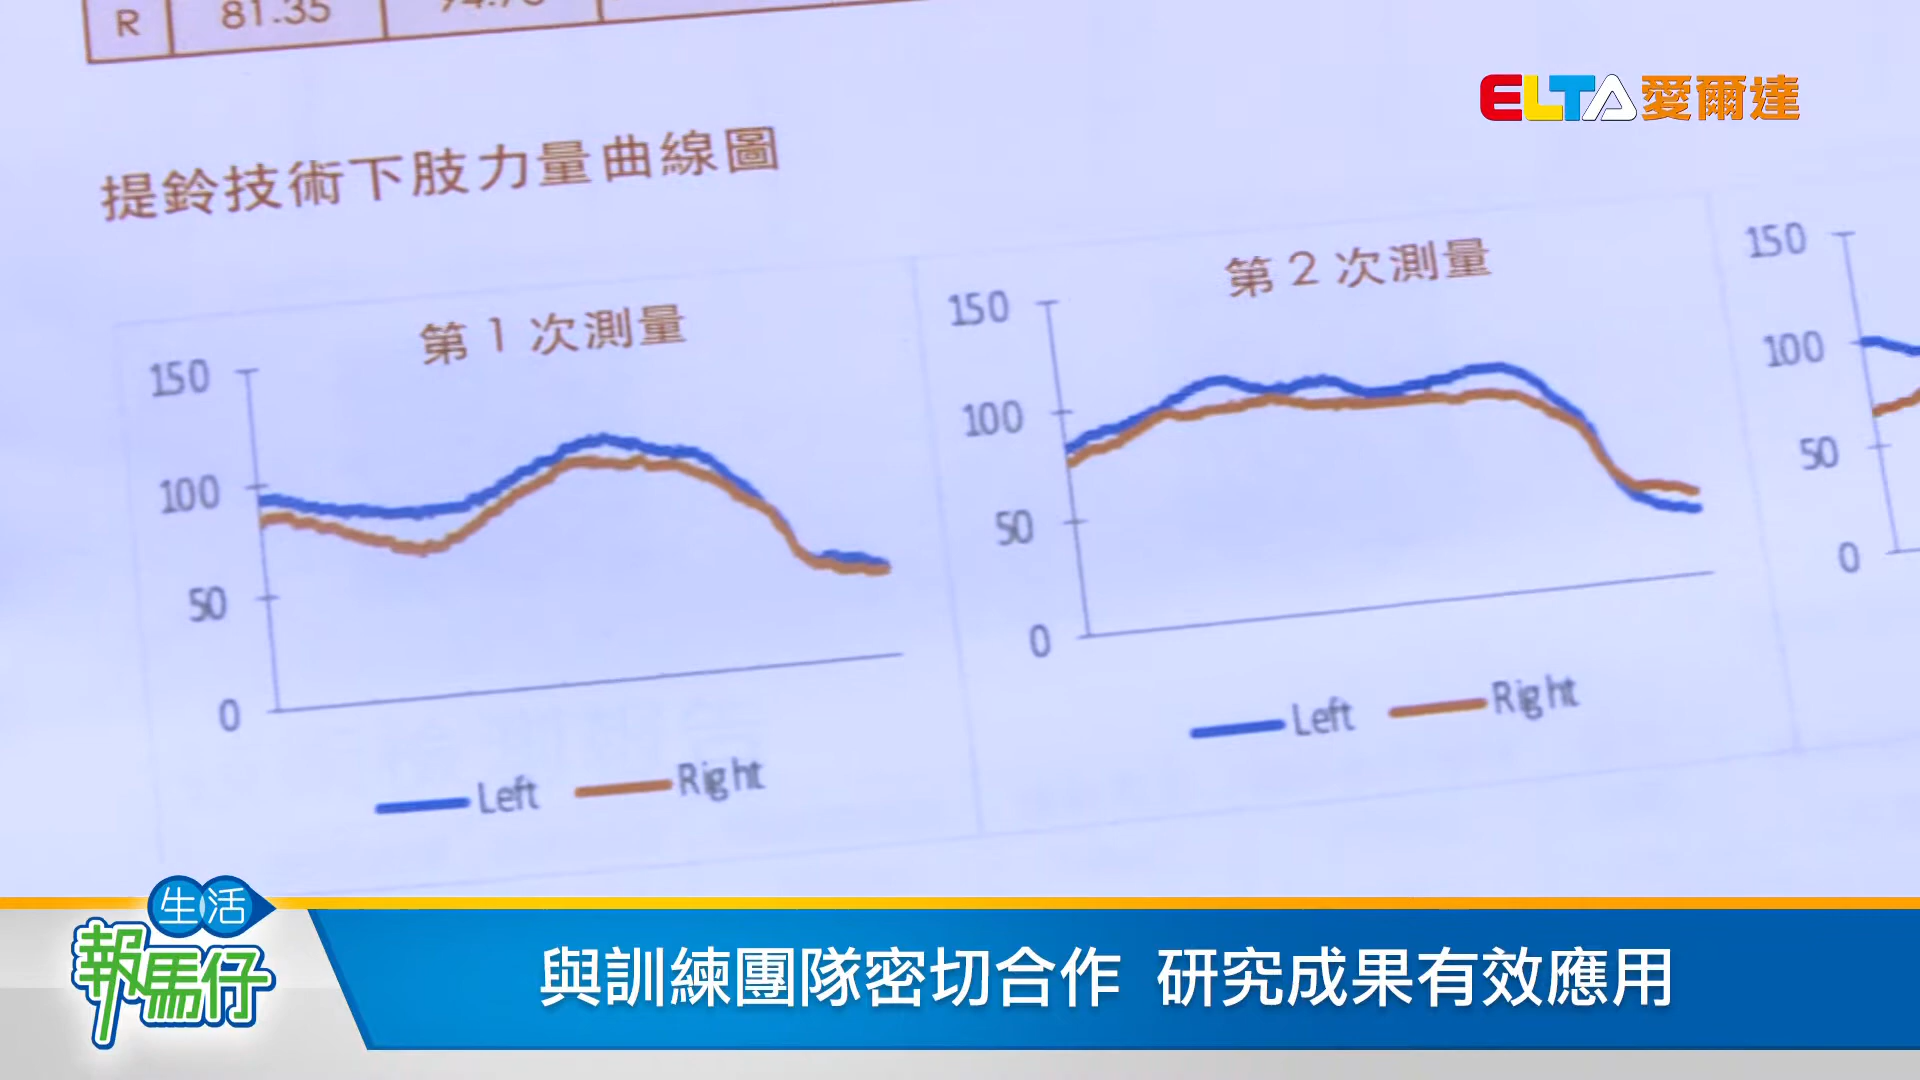 R 81.35
ELTA愛爾達
提鈴技術下肢力量曲線圖
第1次測量
150
100
50
0
Left Right
第2次測量
150
100
50
0
Left Right
150
100
50
0
生活
報馬仔
與訓練團隊密切合作 研究成果有效應用